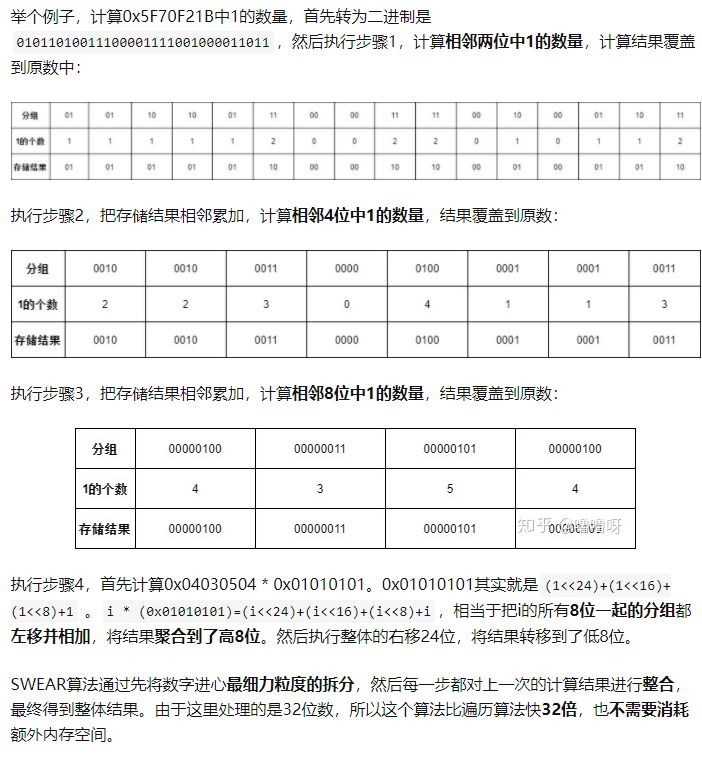 举个例子，计算0x5F70F21B中1的数量，首先转为二进制是
01011010011100001111001000011011，然后执行步骤1，计算相邻两位中1的数量，计算结果覆盖
到原数中：
分组 01 01 10 10 01 11 00 00 11 11 00 10 00 01 10 11
1的个数 1 1 1 1 1 2 0 0 2 2 0 1 0 1 1 2
存储结果 01 01 01 01 01 10 00 00 10 10 00 01 00 01 01 10
执行步骤2，把存储结果相邻累加，计算相邻4位中1的数量，结果覆盖到原数：
分组 0010 0010 0011 0000 0100 0001 0001 0011
1的个数 2 2 3 0 4 1 1 3
存储结果 0010 0010 0011 0000 0100 0001 0001 0011
执行步骤3，把存储结果相邻累加，计算相邻8位中1的数量，结果覆盖到原数：
分组 00000100 00000011 00000101 00000100
1的个数 4 3 5 4
存储结果 00000100 00000011 00000101
知乎 @噜噜呀
执行步骤4，首先计算0x04030504 * 0x01010101。0x01010101其实就是 (1<<24)+(1<<16)+
(1<<8)+1 。 i * (0x01010101)=(i<<24)+(i<<16)+(i<<8)+i ，相当于把i的所有8位一起的分组都
左移并相加，将结果聚合到了高8位。然后执行整体的右移24位，将结果转移到了低8位。
SWEAR算法通过先将数字进心最细力粒度的拆分，然后每一步都对上一次的计算结果进行整合，
最终得到整体结果。由于这里处理的是32位数，所以这个算法比遍历算法快32倍，也不需要消耗
额外内存空间。